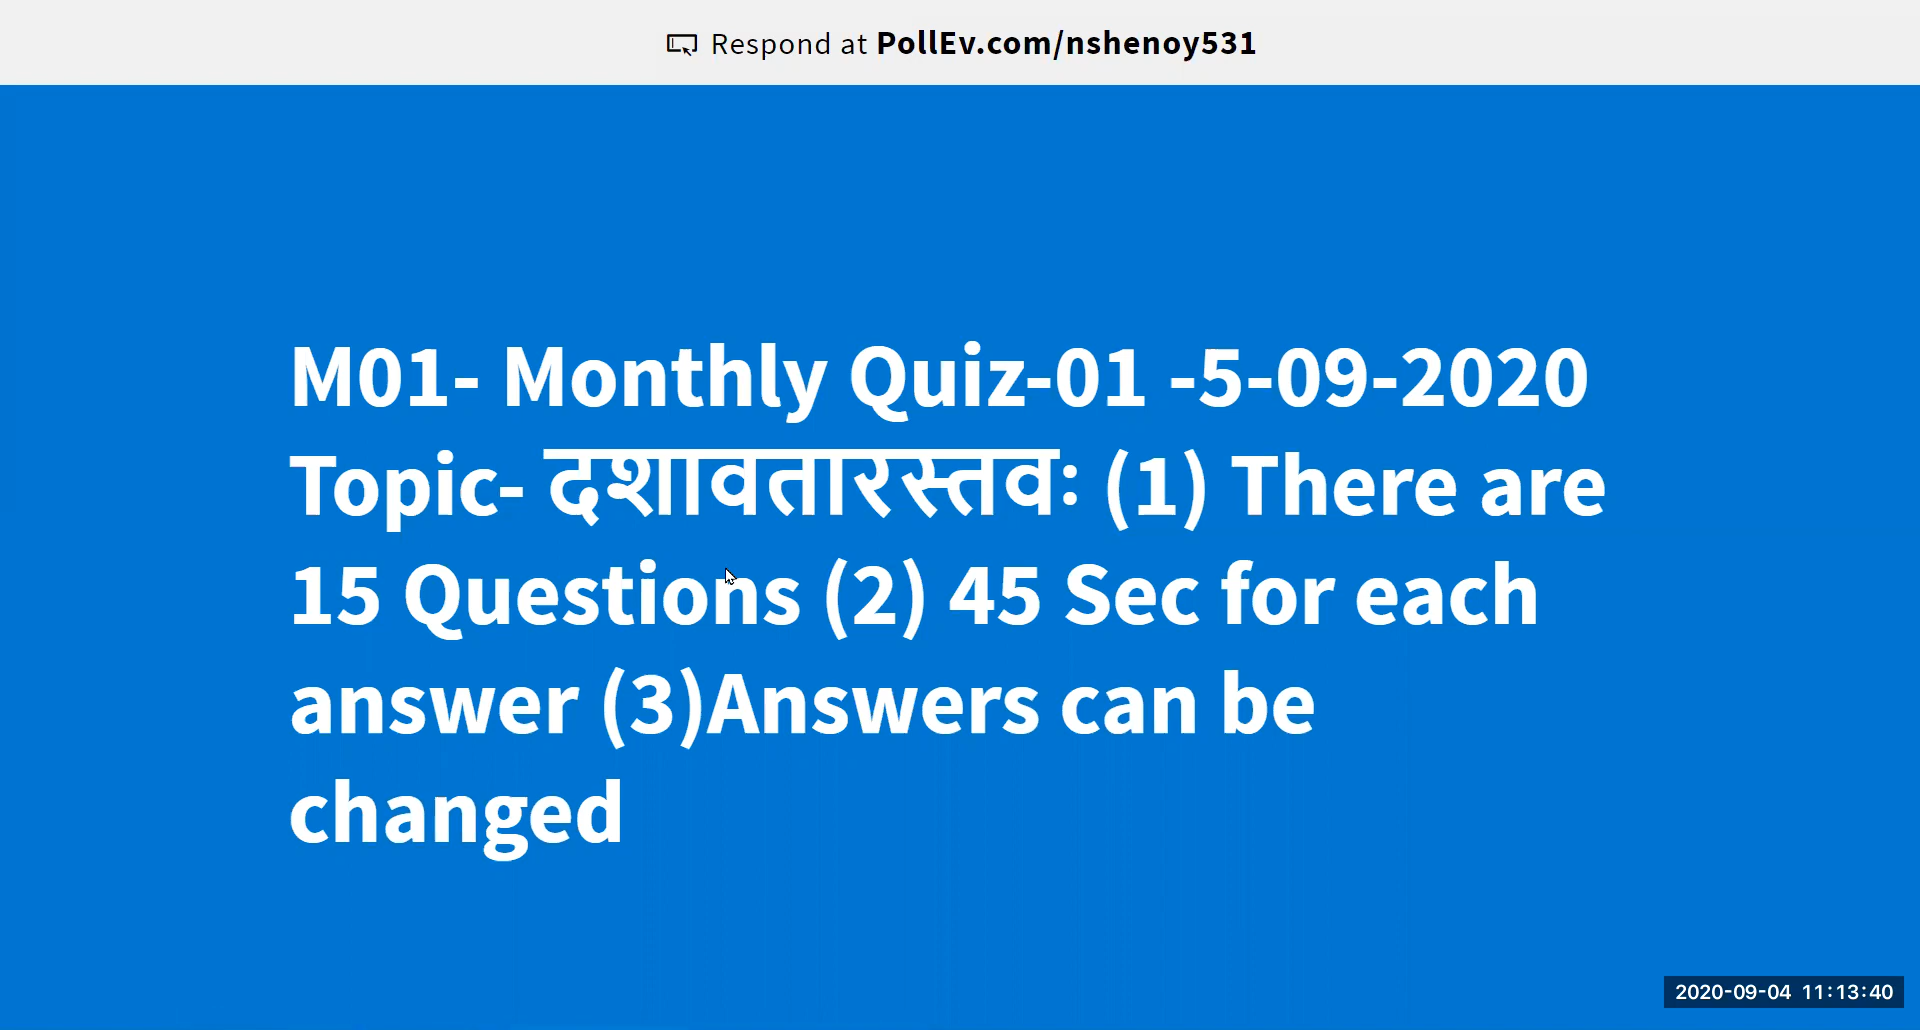 Respond at PollEv.com/nshenoy531
M01- Monthly Quiz-01 -5-09-2020
Topic- दशावतारस्तवः (1) There are
15 Questions (2) 45 Sec for each
answer (3)Answers can be
changed
2020-09-04 11:13:40